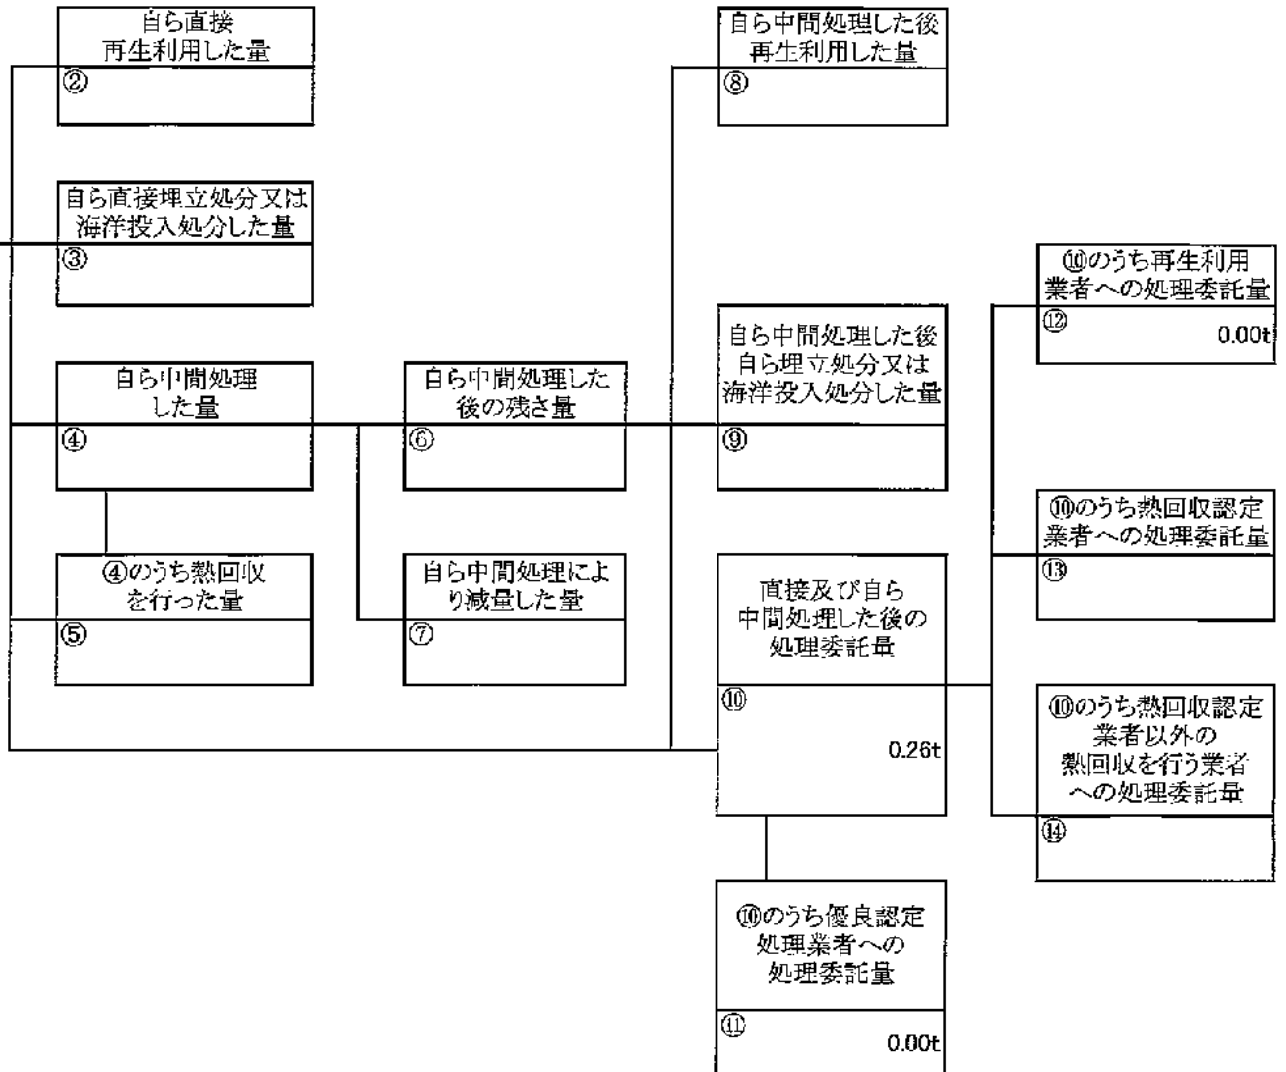 自ら直接
再生利用した量
②
自ら中間処理した後
再生利用した量
⑧
自ら直接埋立処分又は
海洋投入処分した量
③
⑩のうち再生利用
業者への処理委託量
⑫
0.00t
自ら中間処理した後
自ら埋立処分又は
海洋投入処分した量
⑨
自ら中間処理
した量
④
自ら中間処理した
後の残さ量
⑥
⑩のうち熱回収認定
業者への処理委託量
⑬
④のうち熱回収
を行った量
⑤
自ら中間処理によ
り減量した量
⑦
直接及び自ら
中間処理した後の
処理委託量
⑩
0.26t
⑩のうち熱回収認定
業者以外の
熱回収を行う業者
への処理委託量
⑭
⑩のうち優良認定
処理業者への
処理委託量
⑪
0.00t